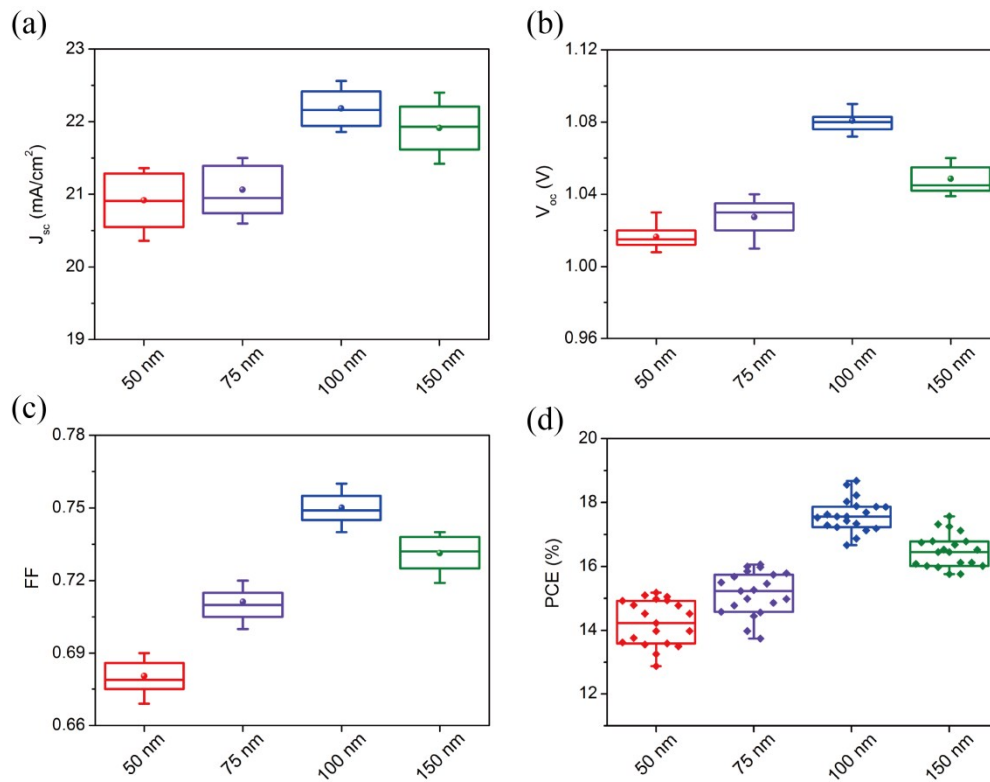 (a)
23
22
21
20
19
J_sc (mA/cm²)
50 nm
75 nm
100 nm
150 nm
(b)
1.12
1.08
1.04
1.00
0.96
V_oc (V)
50 nm
75 nm
100 nm
150 nm
(c)
0.78
0.75
0.72
0.69
0.66
FF
50 nm
75 nm
100 nm
150 nm
(d)
20
18
16
14
12
PCE (%)
50 nm
75 nm
100 nm
150 nm